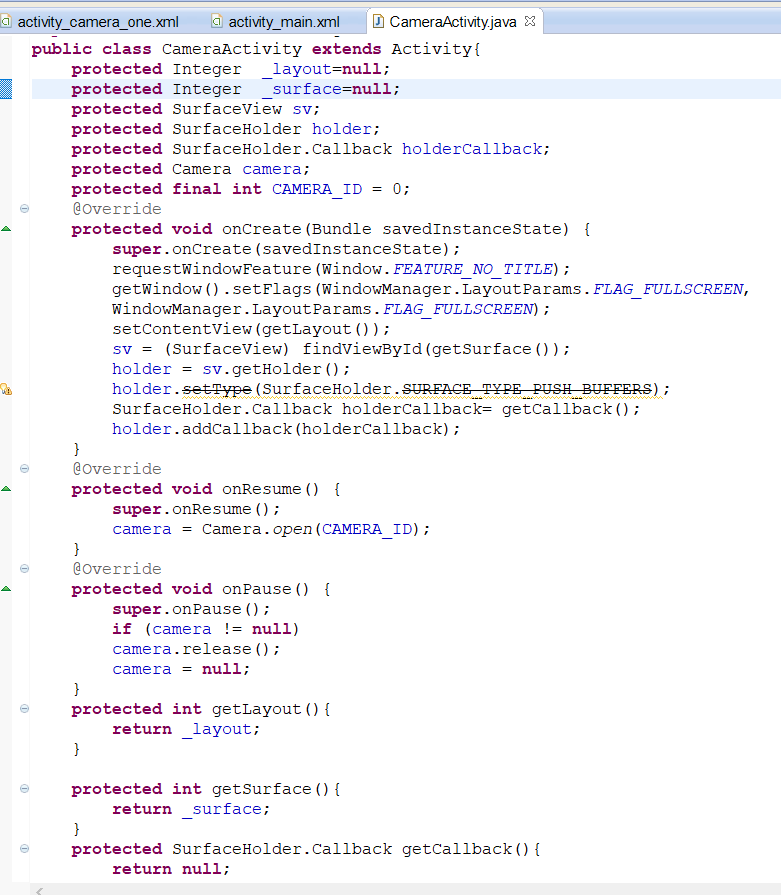 activity_camera_one.xml activity_main.xml CameraActivity.java
public class CameraActivity extends Activity{
    protected Integer  _layout=null;
    protected Integer  _surface=null;
    protected SurfaceView sv;
    protected SurfaceHolder holder;
    protected SurfaceHolder.Callback holderCallback;
    protected Camera camera;
    protected final int CAMERA_ID = 0;
    @Override
    protected void onCreate(Bundle savedInstanceState) {
        super.onCreate(savedInstanceState);
        requestWindowFeature(Window.FEATURE_NO_TITLE);
        getWindow().setFlags(WindowManager.LayoutParams.FLAG_FULLSCREEN,
        WindowManager.LayoutParams.FLAG_FULLSCREEN);
        setContentView(getLayout());
        sv = (SurfaceView) findViewById(getSurface());
        holder = sv.getHolder();
        holder.setType(SurfaceHolder.SURFACE_TYPE_PUSH_BUFFERS);
        SurfaceHolder.Callback holderCallback= getCallback();
        holder.addCallback(holderCallback);
    }
    @Override
    protected void onResume() {
        super.onResume();
        camera = Camera.open(CAMERA_ID);
    }
    @Override
    protected void onPause() {
        super.onPause();
        if (camera != null)
        camera.release();
        camera = null;
    }
    protected int getLayout(){
        return _layout;
    }

    protected int getSurface(){
        return _surface;
    }
    protected SurfaceHolder.Callback getCallback(){
        return null;